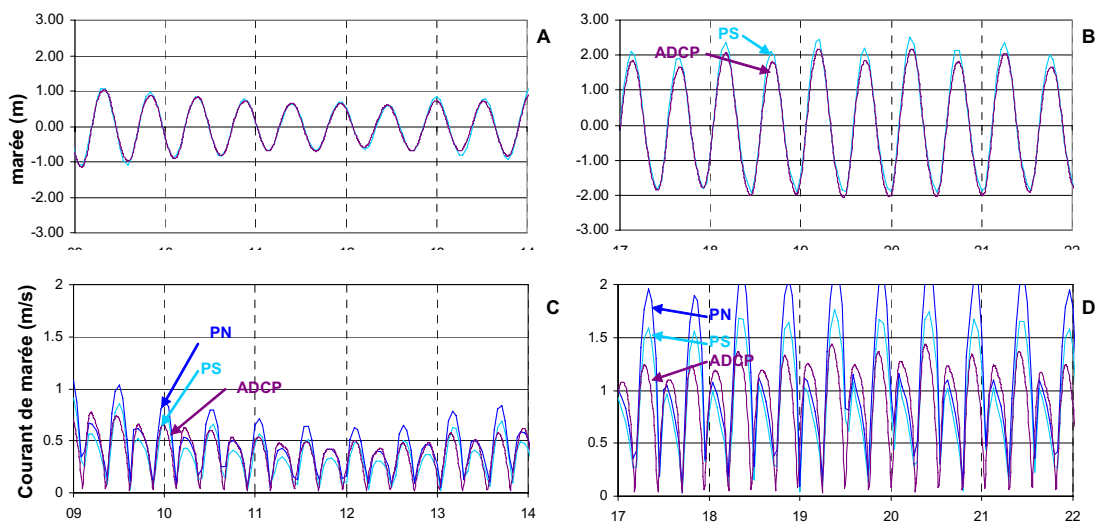 marée (m)
3.00
2.00
1.00
0.00
-1.00
-2.00
-3.00
09 10 11 12 13 14
A
3.00
2.00
1.00
0.00
-1.00
-2.00
-3.00
17 18 19 20 21 22
PS
ADCP
B
Courant de marée (m/s)
2
1.5
1
0.5
0
09 10 11 12 13 14
PN
PS
ADCP
C
2
1.5
1
0.5
0
17 18 19 20 21 22
PN
PS
ADCP
D